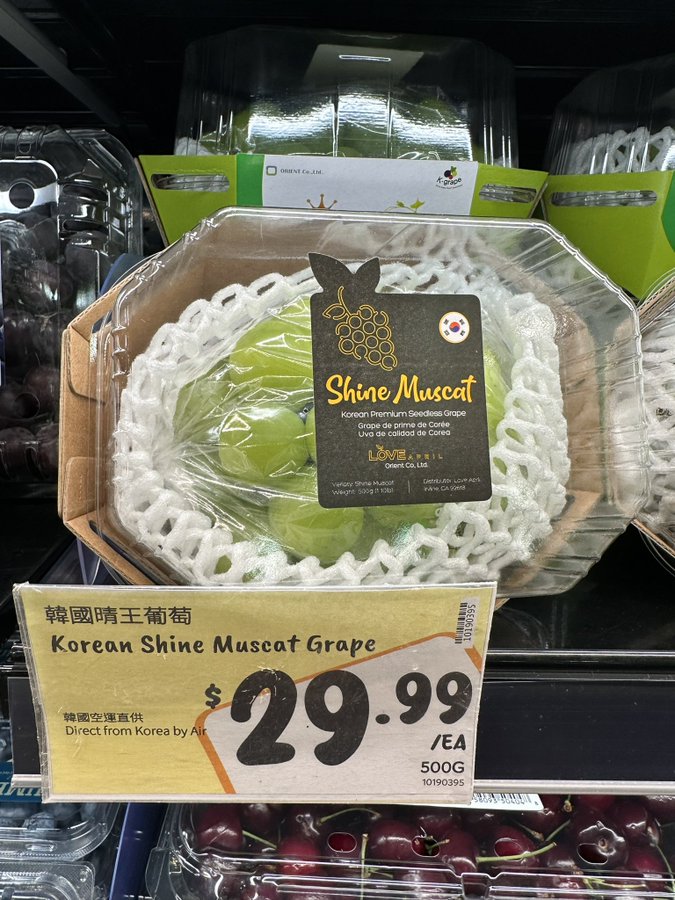 ORIENT Co.,Ltd.
K-grape
Shine Muscat
Korean Premium Seedless Grape
Grape de prime de Corée
Uva de calidad de Corea
LOVE APRIL
Orient Co, Ltd.
Variety: Shine Muscat
Weight: 500g (1.10lb)
Distributor: Love April
Irvine, CA 92618
韓國晴王葡萄
Korean Shine Muscat Grape
10190395
$29.99
/EA
韓國空運直供
Direct from Korea by Air
500G
10190395